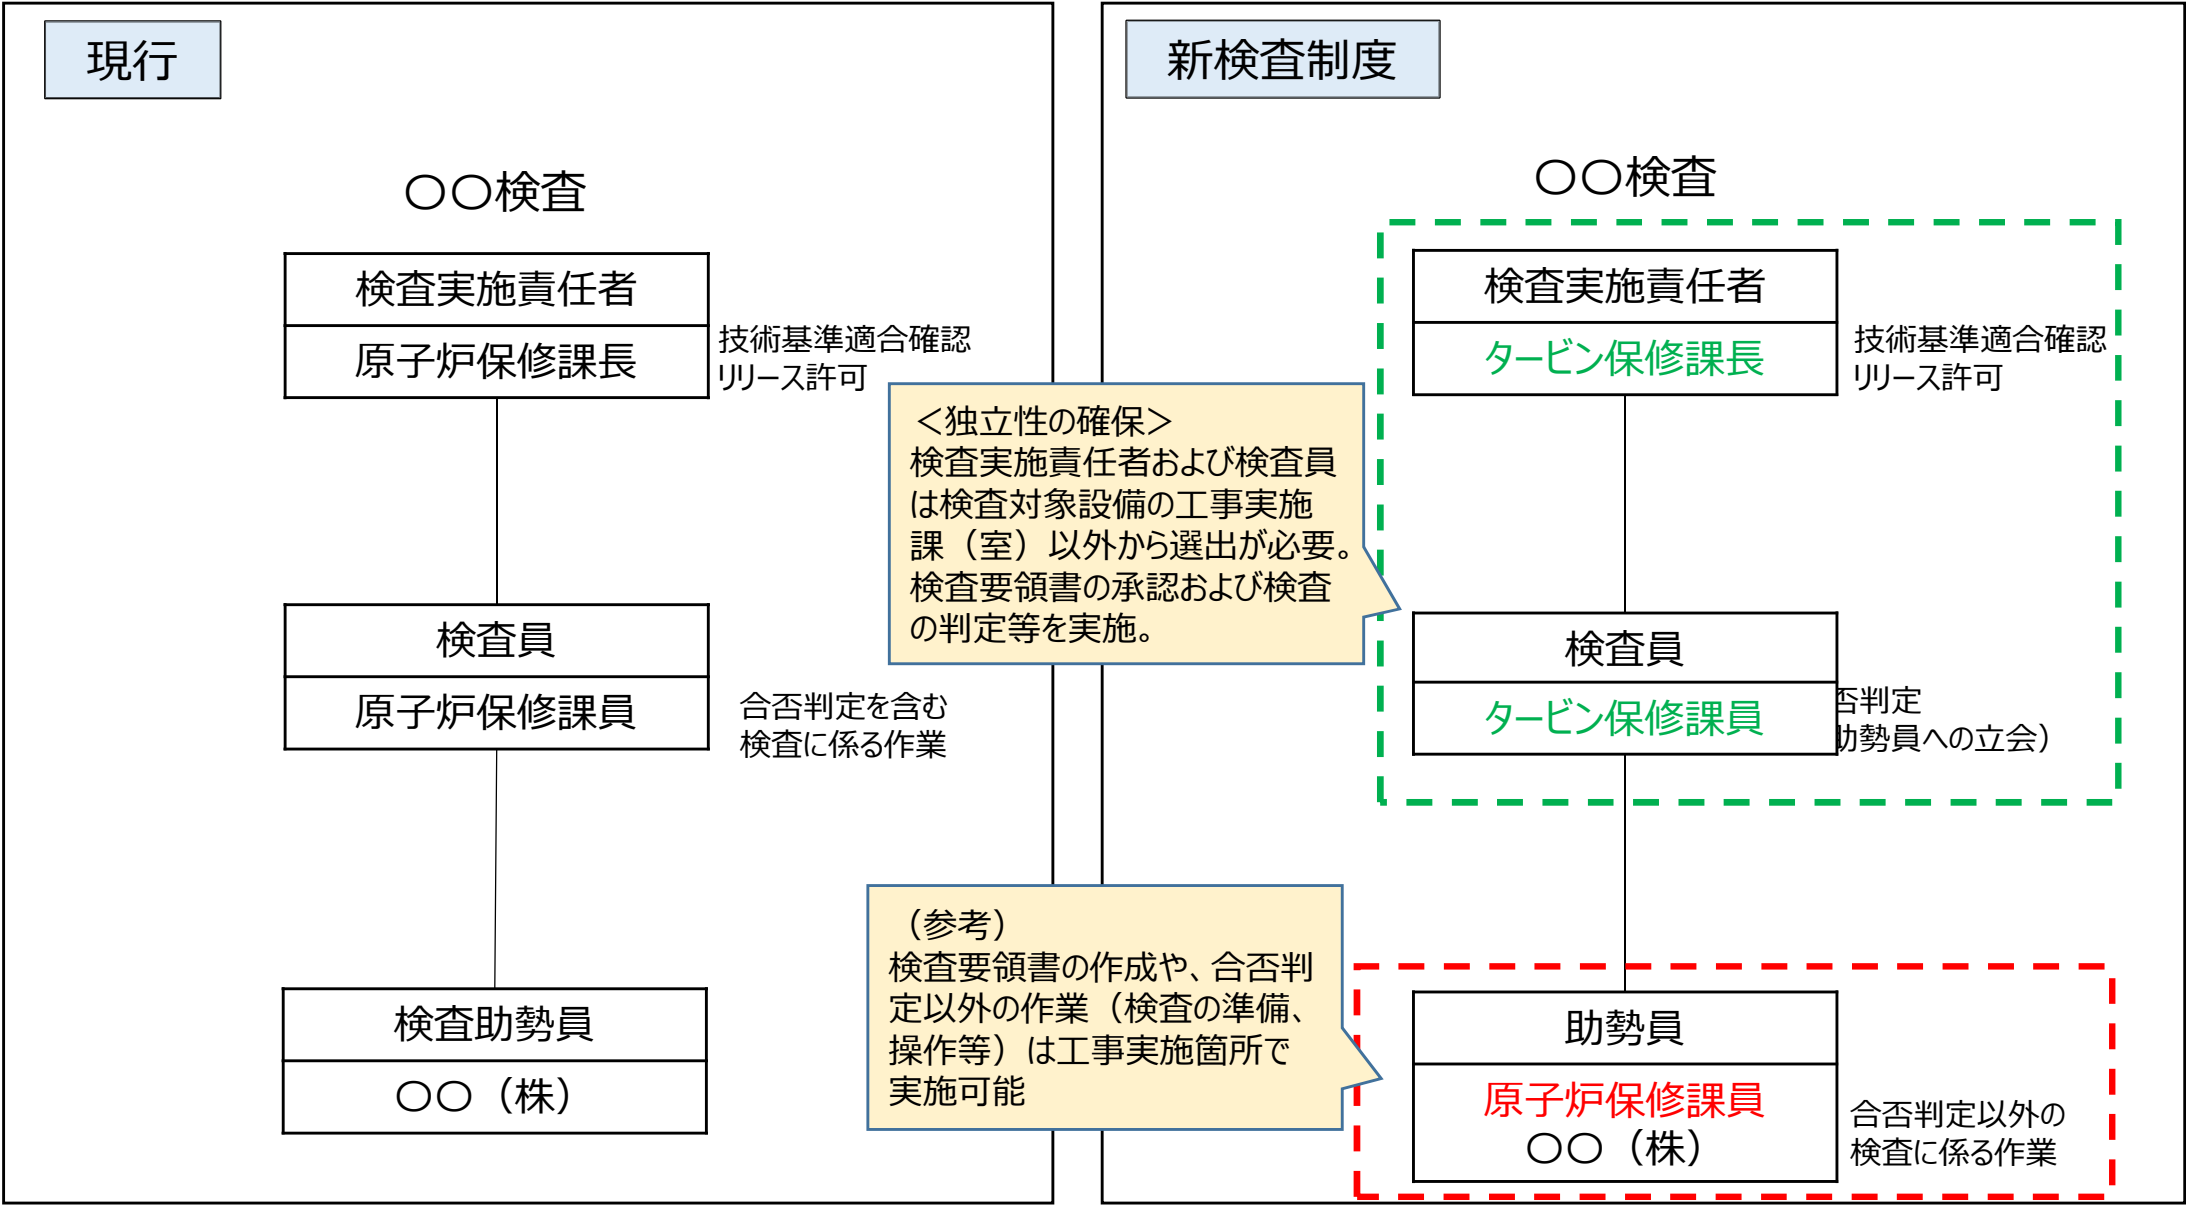 現行
〇〇検査
検査実施責任者
原子炉保修課長
技術基準適合確認
リリース許可
検査員
原子炉保修課員
合否判定を含む
検査に係る作業
検査助勢員
〇〇（株）
＜独立性の確保＞
検査実施責任者および検査員
は検査対象設備の工事実施
課（室）以外から選出が必要。
検査要領書の承認および検査
の判定等を実施。
（参考）
検査要領書の作成や、合否判
定以外の作業（検査の準備、
操作等）は工事実施箇所で
実施可能
新検査制度
〇〇検査
検査実施責任者
タービン保修課長
技術基準適合確認
リリース許可
検査員
タービン保修課員
否判定
助勢員への立会）
助勢員
原子炉保修課員
〇〇（株）
合否判定以外の
検査に係る作業